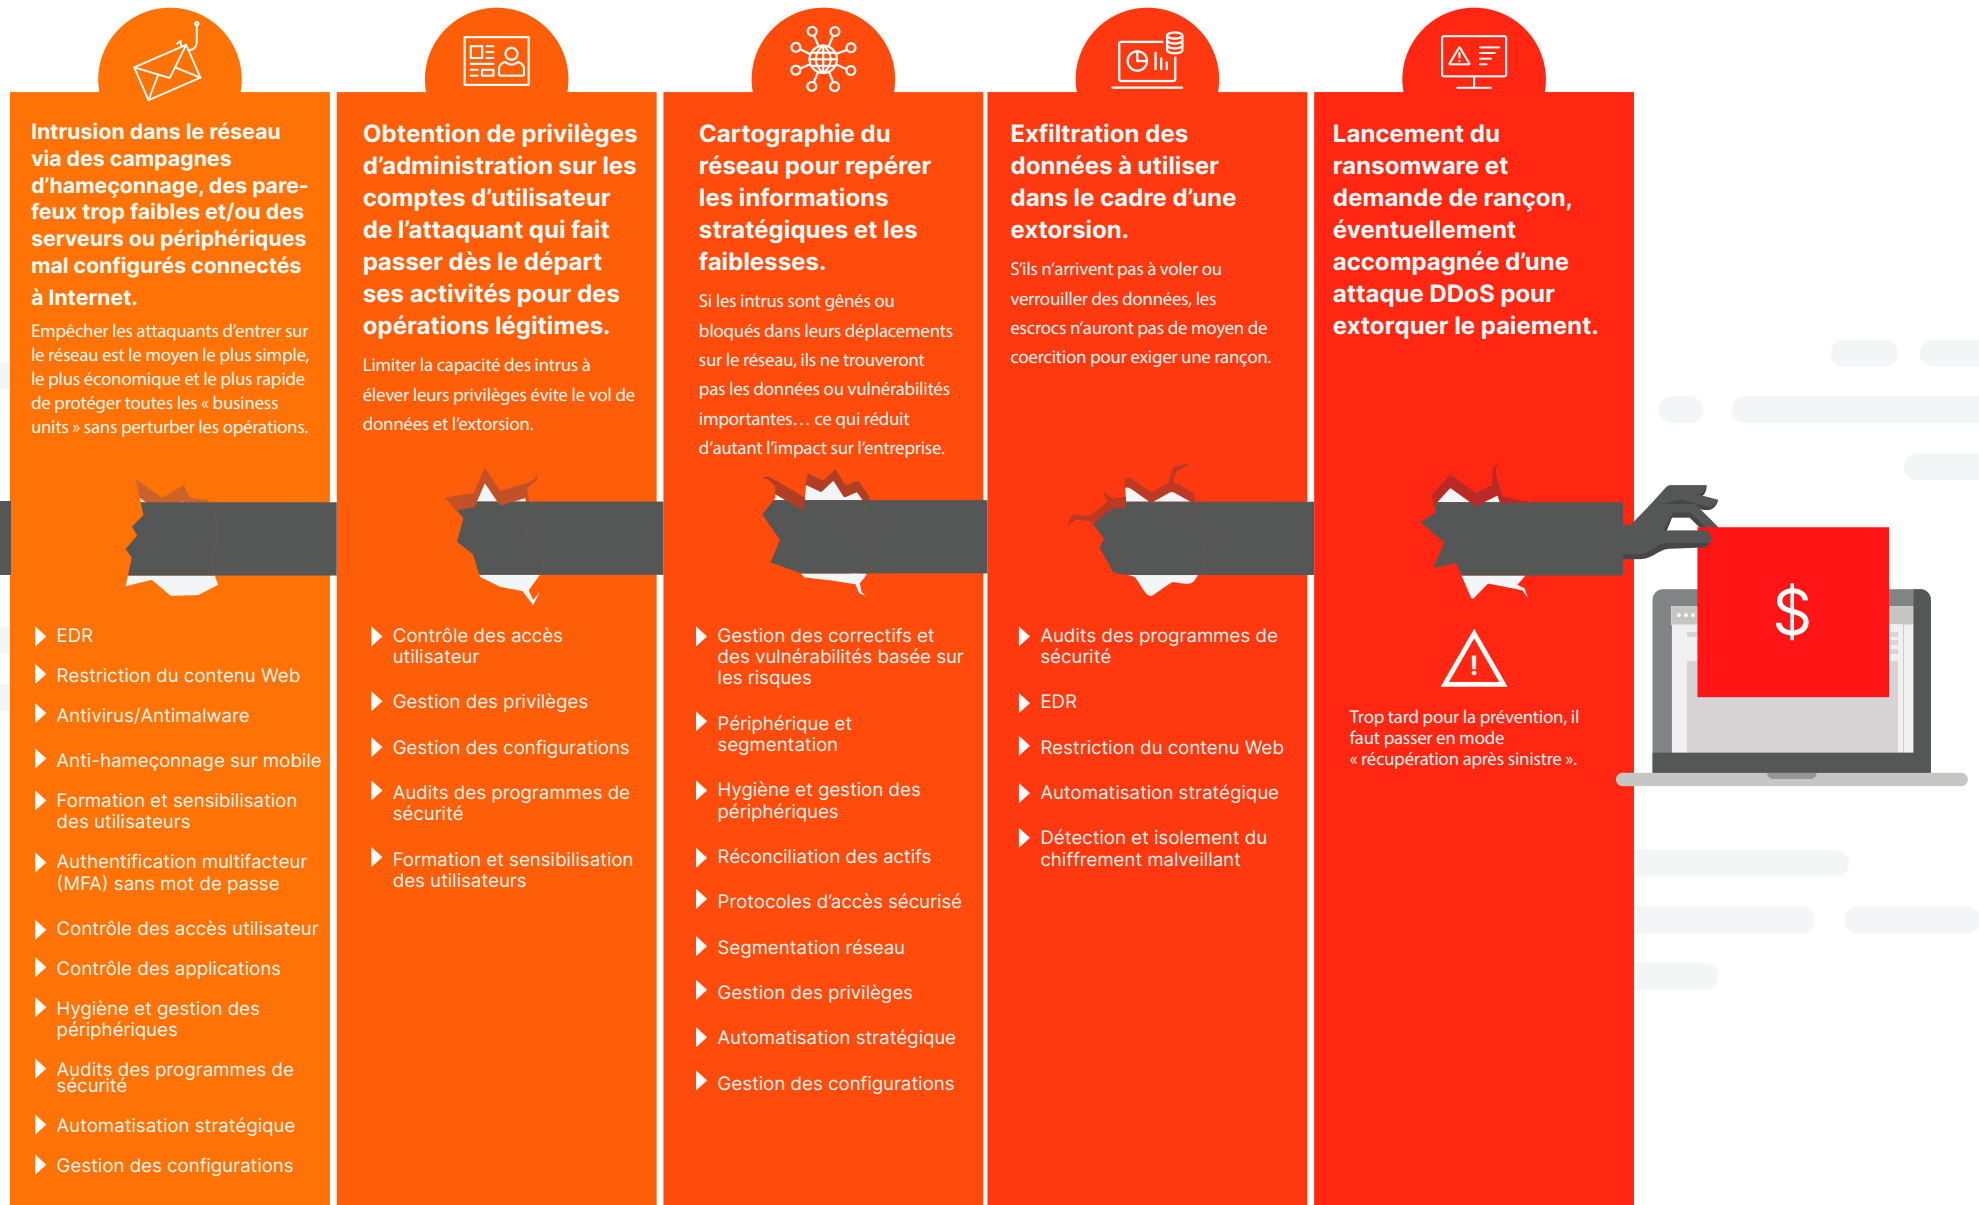 Intrusion dans le réseau
via des campagnes
d’hameçonnage, des pare-
feux trop faibles et/ou des
serveurs ou périphériques
mal configurés connectés
à Internet.
Empêcher les attaquants d’entrer sur
le réseau est le moyen le plus simple,
le plus économique et le plus rapide
de protéger toutes les « business
units » sans perturber les opérations.
EDR
Restriction du contenu Web
Antivirus/Antimalware
Anti-hameçonnage sur mobile
Formation et sensibilisation
des utilisateurs
Authentification multifacteur
(MFA) sans mot de passe
Contrôle des accès utilisateur
Contrôle des applications
Hygiène et gestion des
périphériques
Audits des programmes de
sécurité
Automatisation stratégique
Gestion des configurations
Obtention de privilèges
d’administration sur les
comptes d’utilisateur
de l’attaquant qui fait
passer dès le départ
ses activités pour des
opérations légitimes.
Limiter la capacité des intrus à
élever leurs privilèges évite le vol de
données et l’extorsion.
Contrôle des accès
utilisateur
Gestion des privilèges
Gestion des configurations
Audits des programmes de
sécurité
Formation et sensibilisation
des utilisateurs
Cartographie du
réseau pour repérer
les informations
stratégiques et les
faiblesses.
Si les intrus sont gênés ou
bloqués dans leurs déplacements
sur le réseau, ils ne trouveront
pas les données ou vulnérabilités
importantes… ce qui réduit
d’autant l’impact sur l’entreprise.
Gestion des correctifs et
des vulnérabilités basée sur
les risques
Périphérique et
segmentation
Hygiène et gestion des
périphériques
Réconciliation des actifs
Protocoles d’accès sécurisé
Segmentation réseau
Gestion des privilèges
Automatisation stratégique
Gestion des configurations
Exfiltration des
données à utiliser
dans le cadre d’une
extorsion.
S’ils n’arrivent pas à voler ou
verrouiller des données, les
escrocs n’auront pas de moyen de
coercition pour exiger une rançon.
Audits des programmes de
sécurité
EDR
Restriction du contenu Web
Automatisation stratégique
Détection et isolement du
chiffrement malveillant
Lancement du
ransomware et
demande de rançon,
éventuellement
accompagnée d’une
attaque DDoS pour
extorquer le paiement.
!
Trop tard pour la prévention, il
faut passer en mode
« récupération après sinistre ».
$